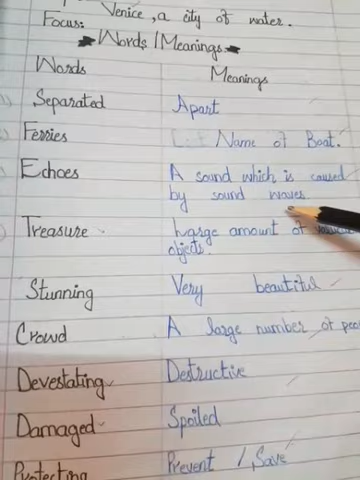 Venice, a city of water.
Focus:
Words / Meanings
Words Meanings
Separated Apart
Ferries Name of Boat.
Echoes A sound which is caused
by sound waves
Treasure Large amount of
objects.
Stunning Very beautiful
Crowd A large number of
Devestating Destructive
Damaged Spoiled
Protecting Prevent /, Save